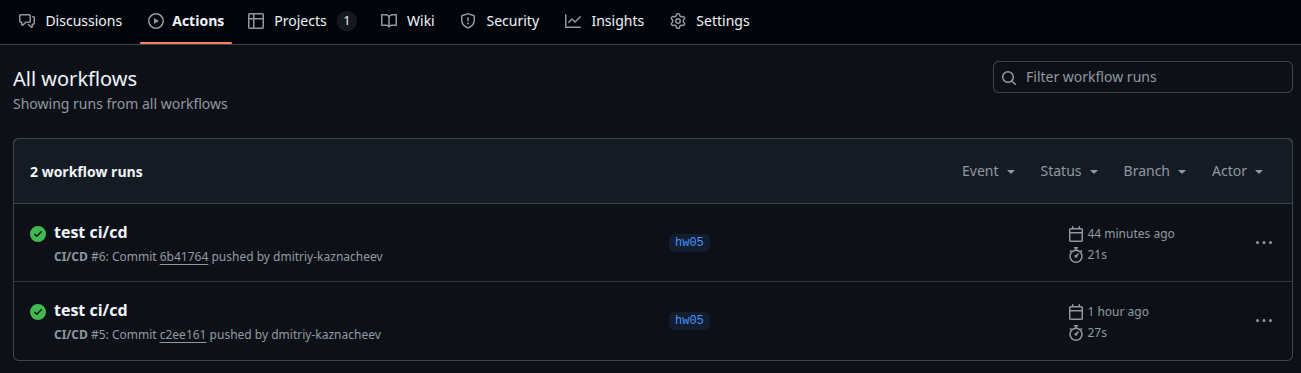 Discussions Actions Projects 1 Wiki Security Insights Settings
All workflows
Filter workflow runs
Showing runs from all workflows
2 workflow runs Event Status Branch Actor
test ci/cd
CI/CD #6: Commit 6b41764 pushed by dmitriy-kaznacheev
hw05
44 minutes ago
21s
test ci/cd
CI/CD #5: Commit c2ee161 pushed by dmitriy-kaznacheev
hw05
1 hour ago
27s